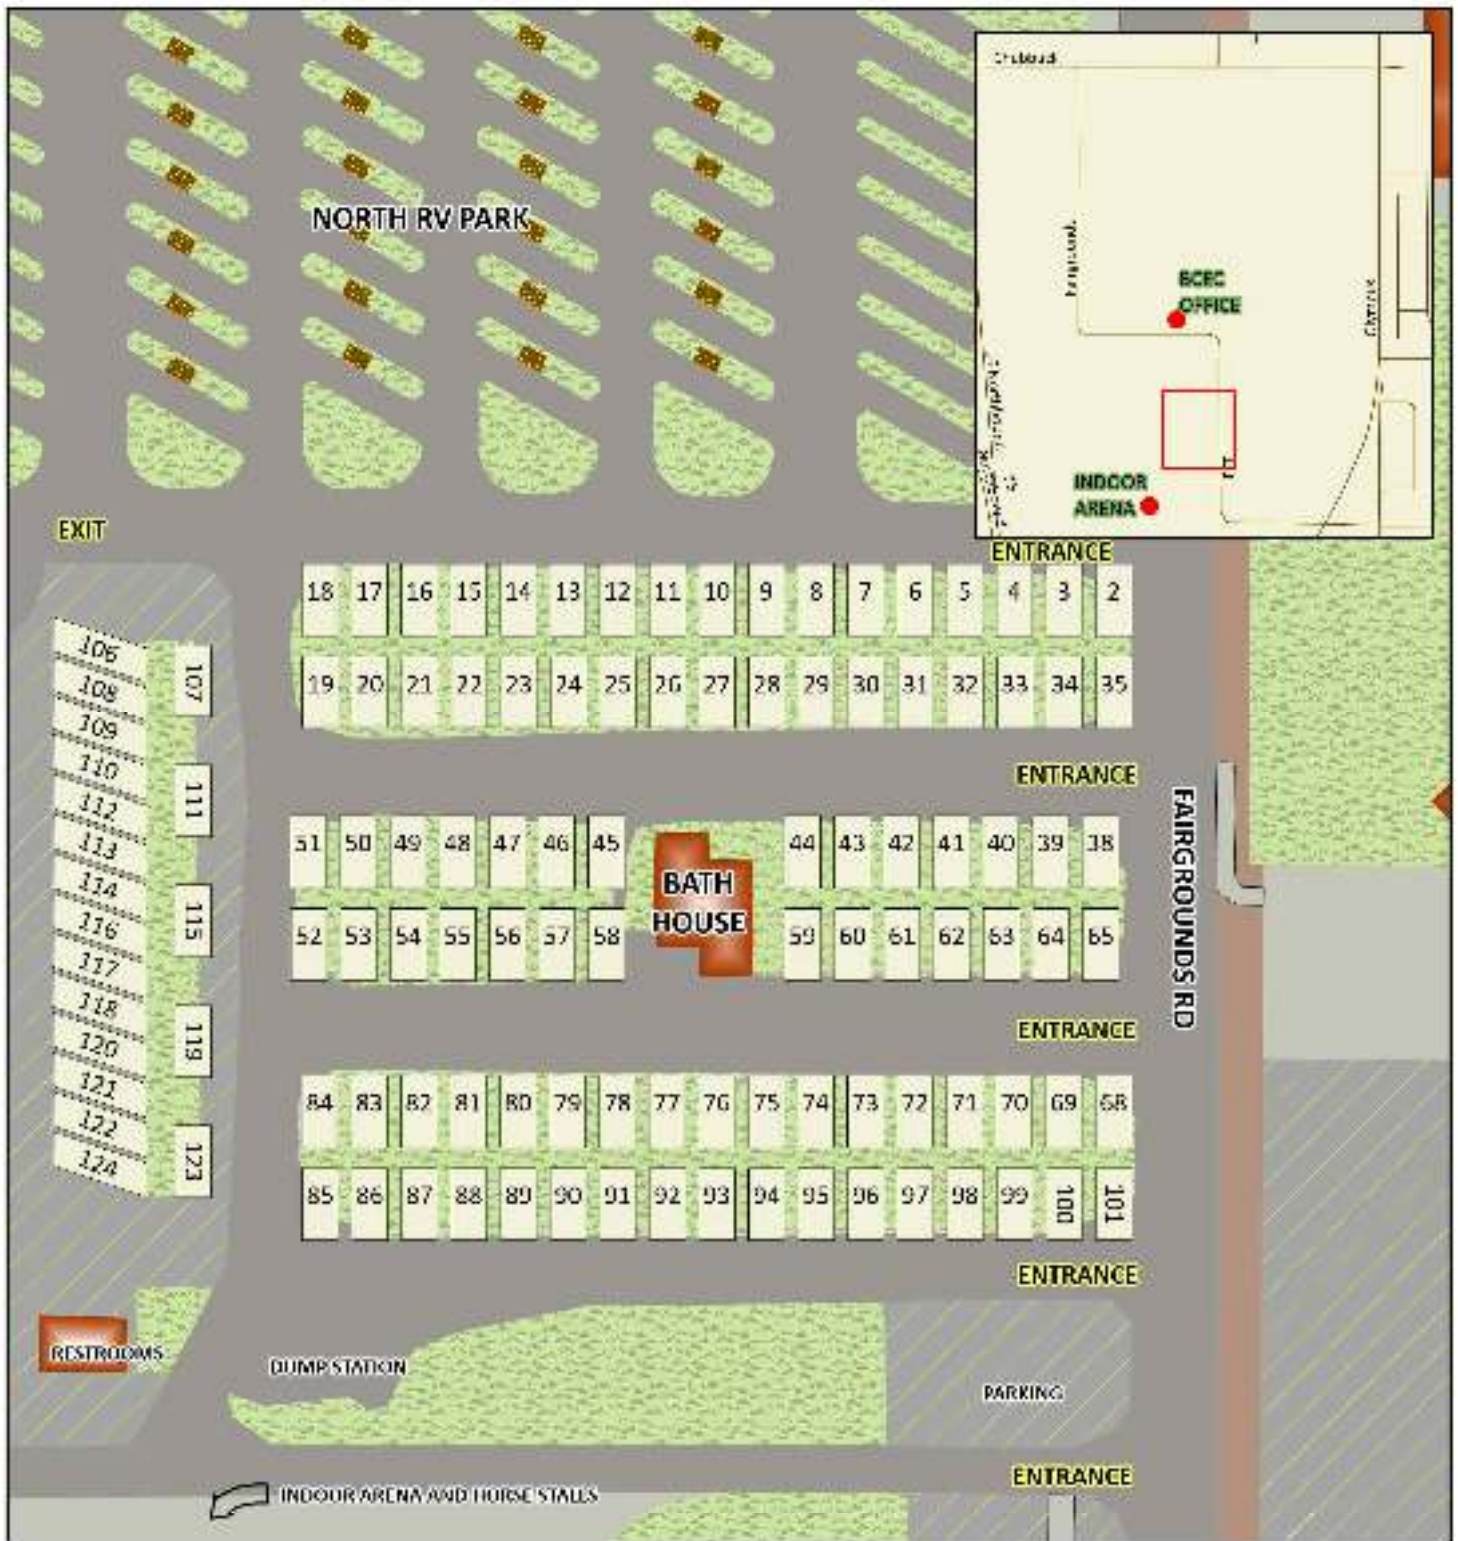 NORTH RV PARK
BCEC
OFFICE
INDOOR
ARENA
EXIT
ENTRANCE
18 17 16 15 14 13 12 11 10 9 8 7 6 5 4 3 2
19 20 21 22 23 24 25 26 27 28 29 30 31 32 33 34 35
ENTRANCE
51 50 49 48 47 46 45
44 43 42 41 40 39 38
BATH
HOUSE
52 53 54 55 56 57 58
59 60 61 62 63 64 65
FAIRGROUNDS RD
ENTRANCE
84 83 82 81 80 79 78 77 76 75 74 73 72 71 70 69 68
85 86 87 88 89 90 91 92 93 94 95 96 97 98 99 100 101
ENTRANCE
106
108
109
110
112
113
114
116
117
118
120
121
122
124
107
111
115
119
123
RESTROOMS
DUMP STATION
PARKING
ENTRANCE
INDOOR ARENA AND HORSE STALLS